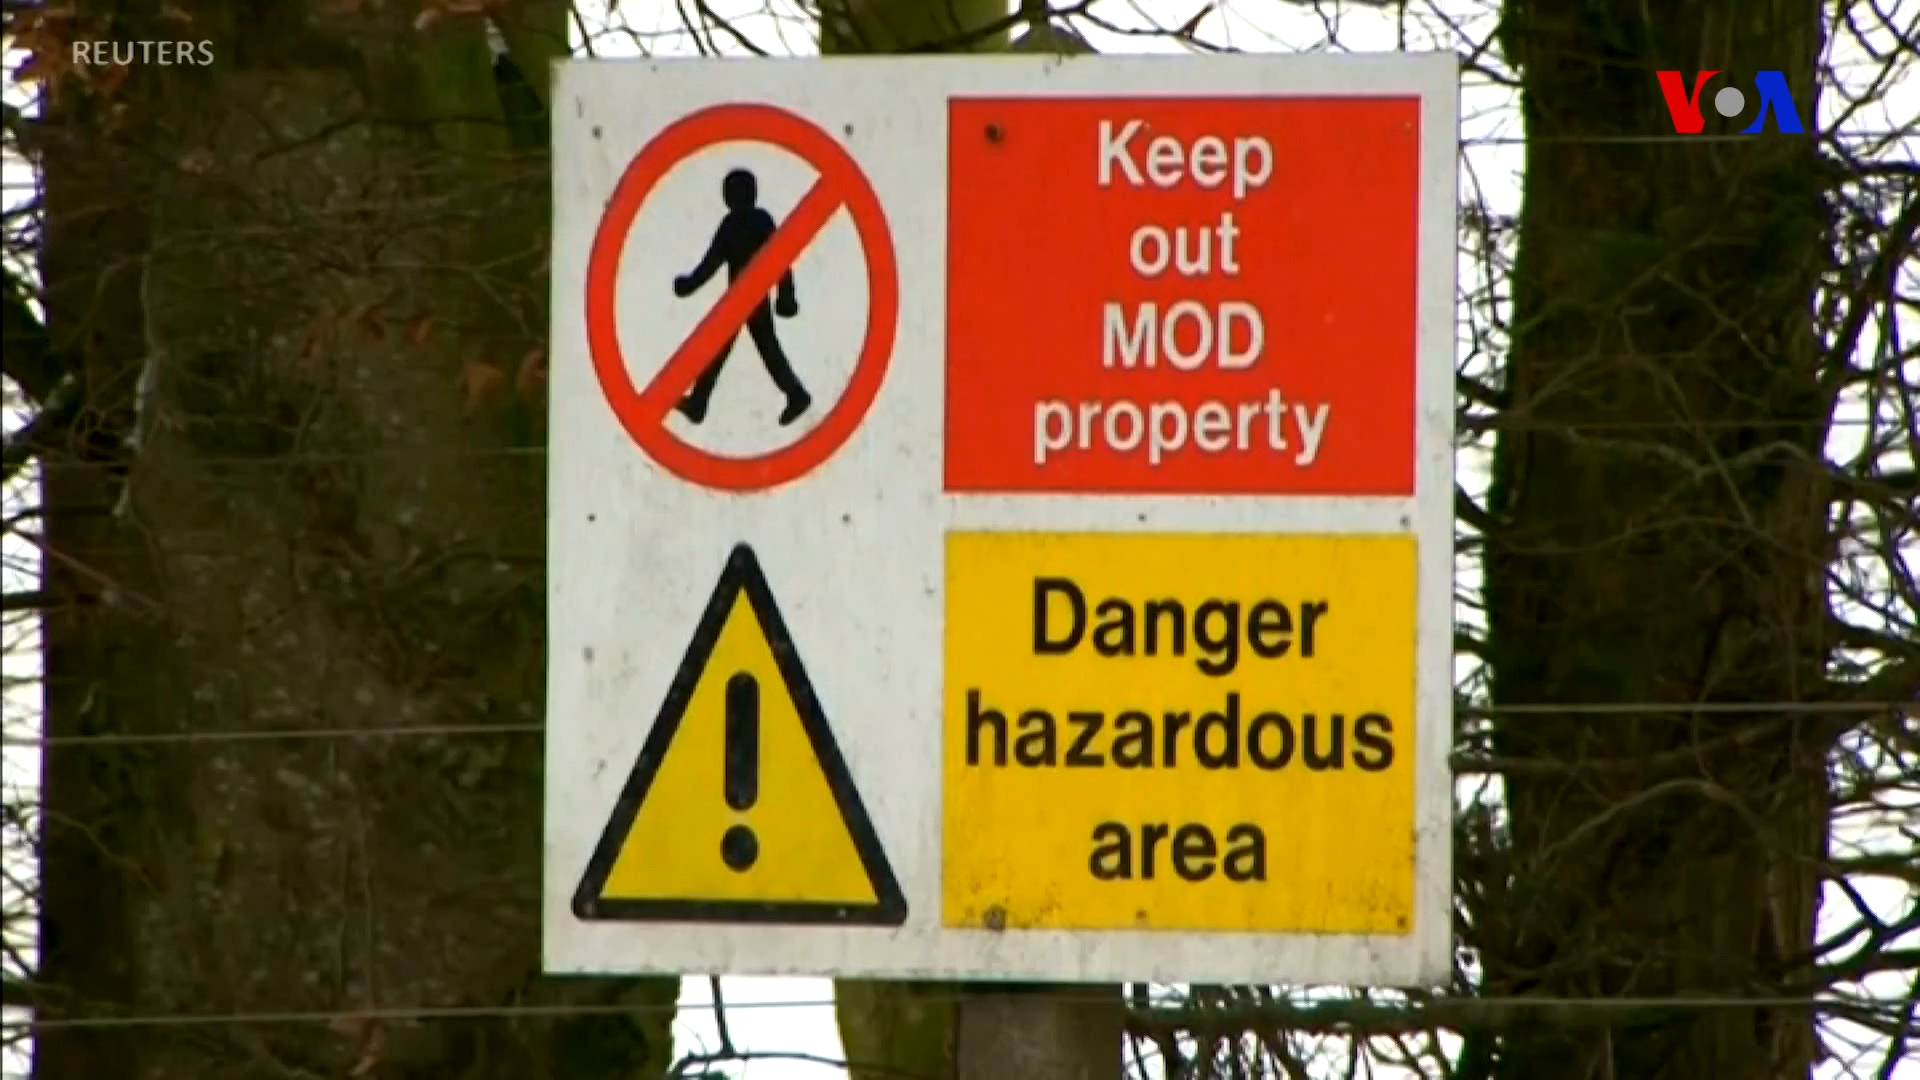 REUTERS
VOA
Keep
out
MOD
property
Danger
hazardous
area